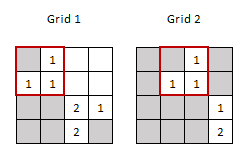 Grid 1 Grid 2
1 1
1 1 1 1
2 1 1
2 2